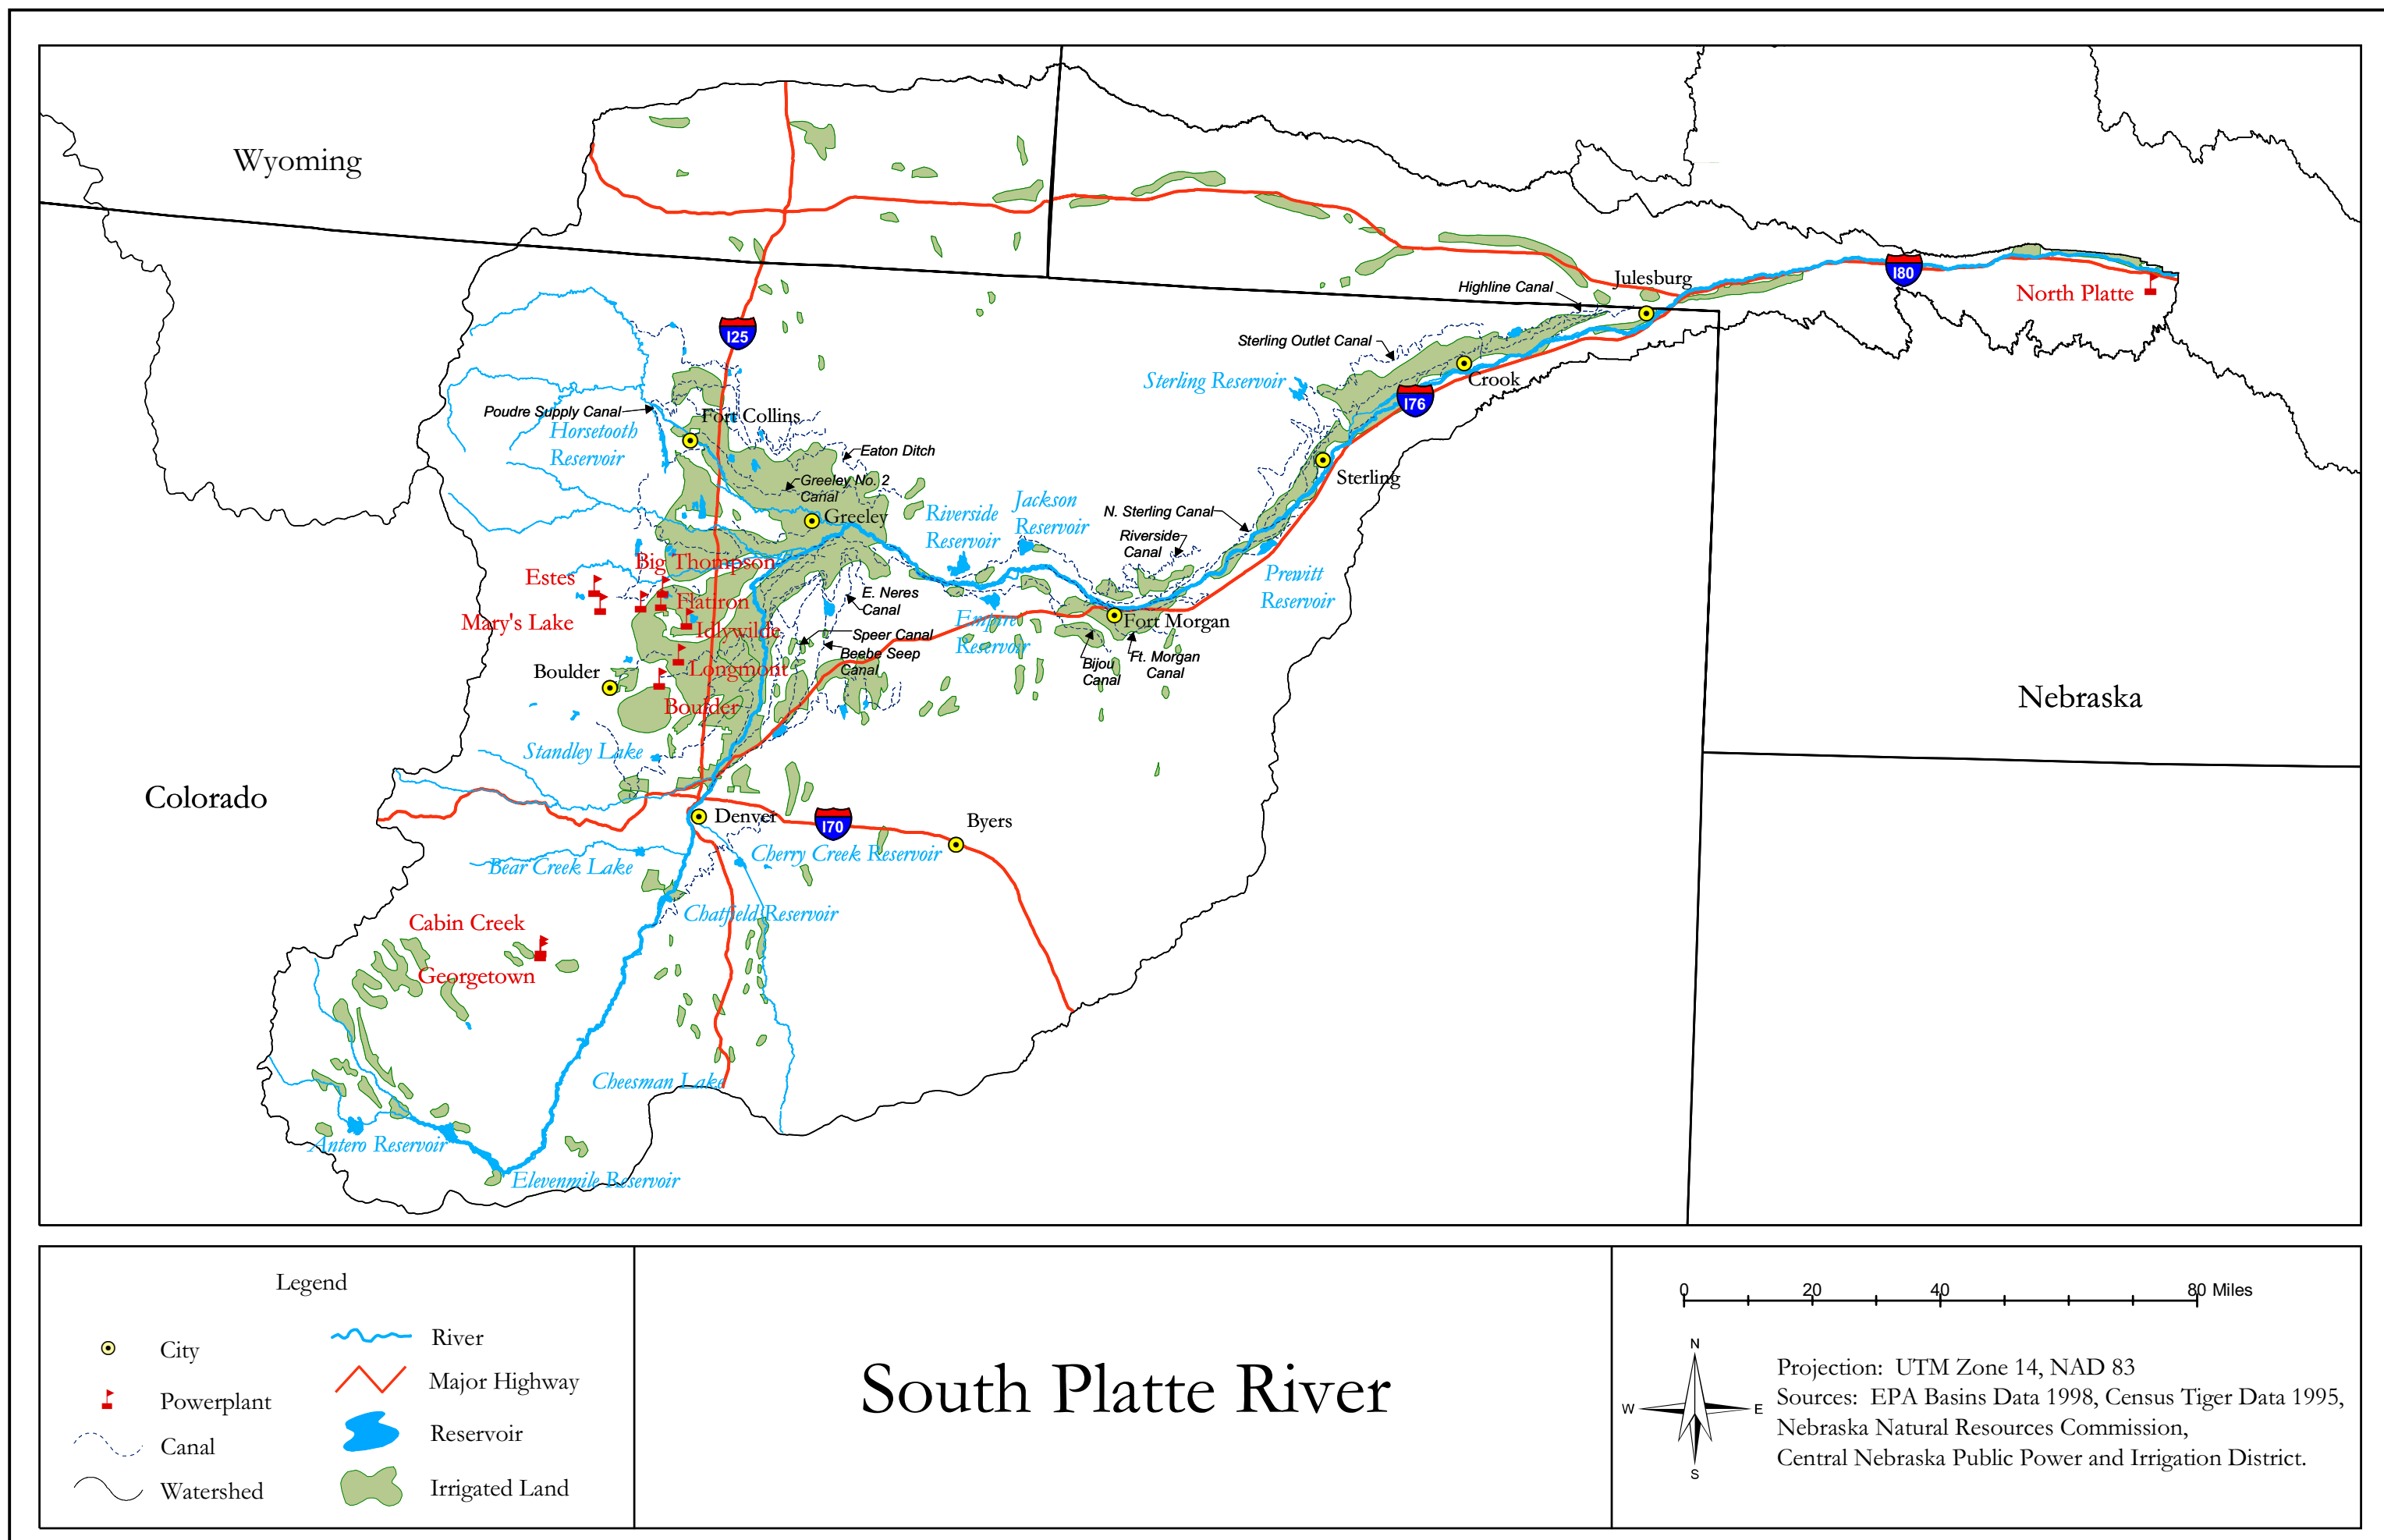 Wyoming
I80
Julesburg
North Platte
Highline Canal
I25
Sterling Outlet Canal
Sterling Reservoir
Crook
I76
Poudre Supply Canal
Fort Collins
Horsetooth
Reservoir
Eaton Ditch
Sterling
Greeley No. 2
Canal
Greeley
Riverside
Reservoir
Jackson
Reservoir
N. Sterling Canal
Riverside
Canal
Big Thompson
Estes
Prewitt
Reservoir
Flatiron
E. Neres
Canal
Mary's Lake
Idlywilde
Empire
Reservoir
Fort Morgan
Speer Canal
Beebe Seep
Canal
Bijou
Canal
Ft. Morgan
Canal
Boulder
Longmont
Boulder
Nebraska
Standley Lake
Colorado
Denver
I70
Byers
Cherry Creek Reservoir
Bear Creek Lake
Chatfield Reservoir
Cabin Creek
Georgetown
Cheesman Lake
Antero Reservoir
Elevenmile Reservoir
Legend
City
Powerplant
Canal
Watershed
River
Major Highway
Reservoir
Irrigated Land
South Platte River
0 20 40 80 Miles
N
W E
S
Projection: UTM Zone 14, NAD 83
Sources: EPA Basins Data 1998, Census Tiger Data 1995,
Nebraska Natural Resources Commission,
Central Nebraska Public Power and Irrigation District.